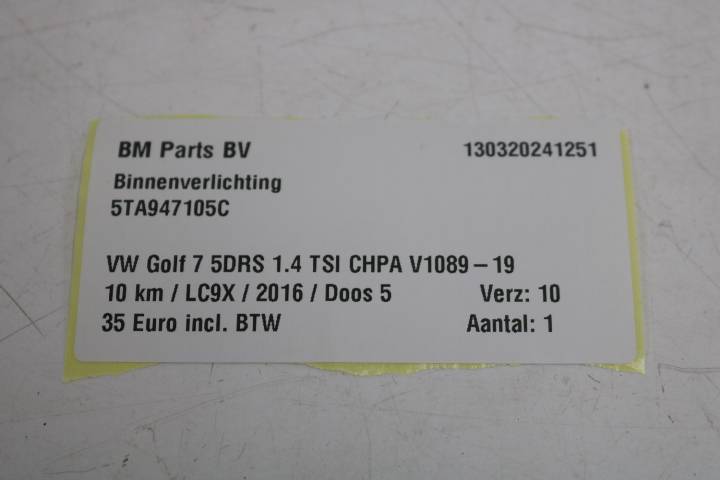 BM Parts BV 130320241251
Binnenverlichting
5TA947105C
VW Golf 7 5DRS 1.4 TSI CHPA V1089-19
10 km / LC9X / 2016 / Doos 5 Verz: 10
35 Euro incl. BTW Aantal: 1